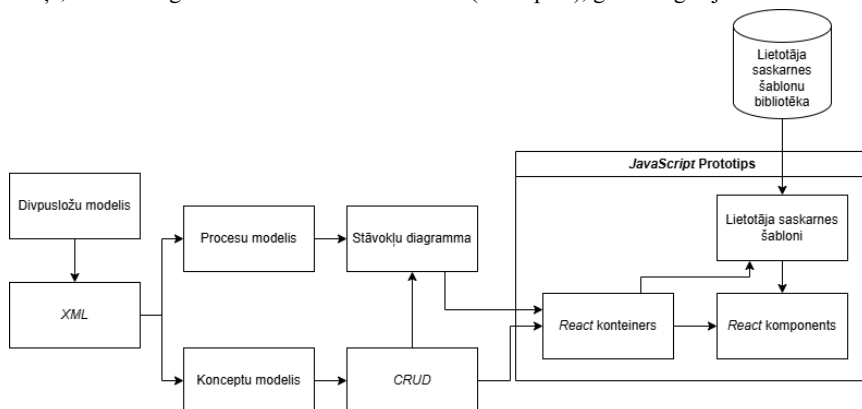 Lietotāja
saskarnes
šablonu
bibliotēka
JavaScript Prototips
Divpusložu modelis
Procesu modelis
Stāvokļu diagramma
Lietotāja saskarnes
šabloni
XML
React konteiners
React komponents
Konceptu modelis
CRUD